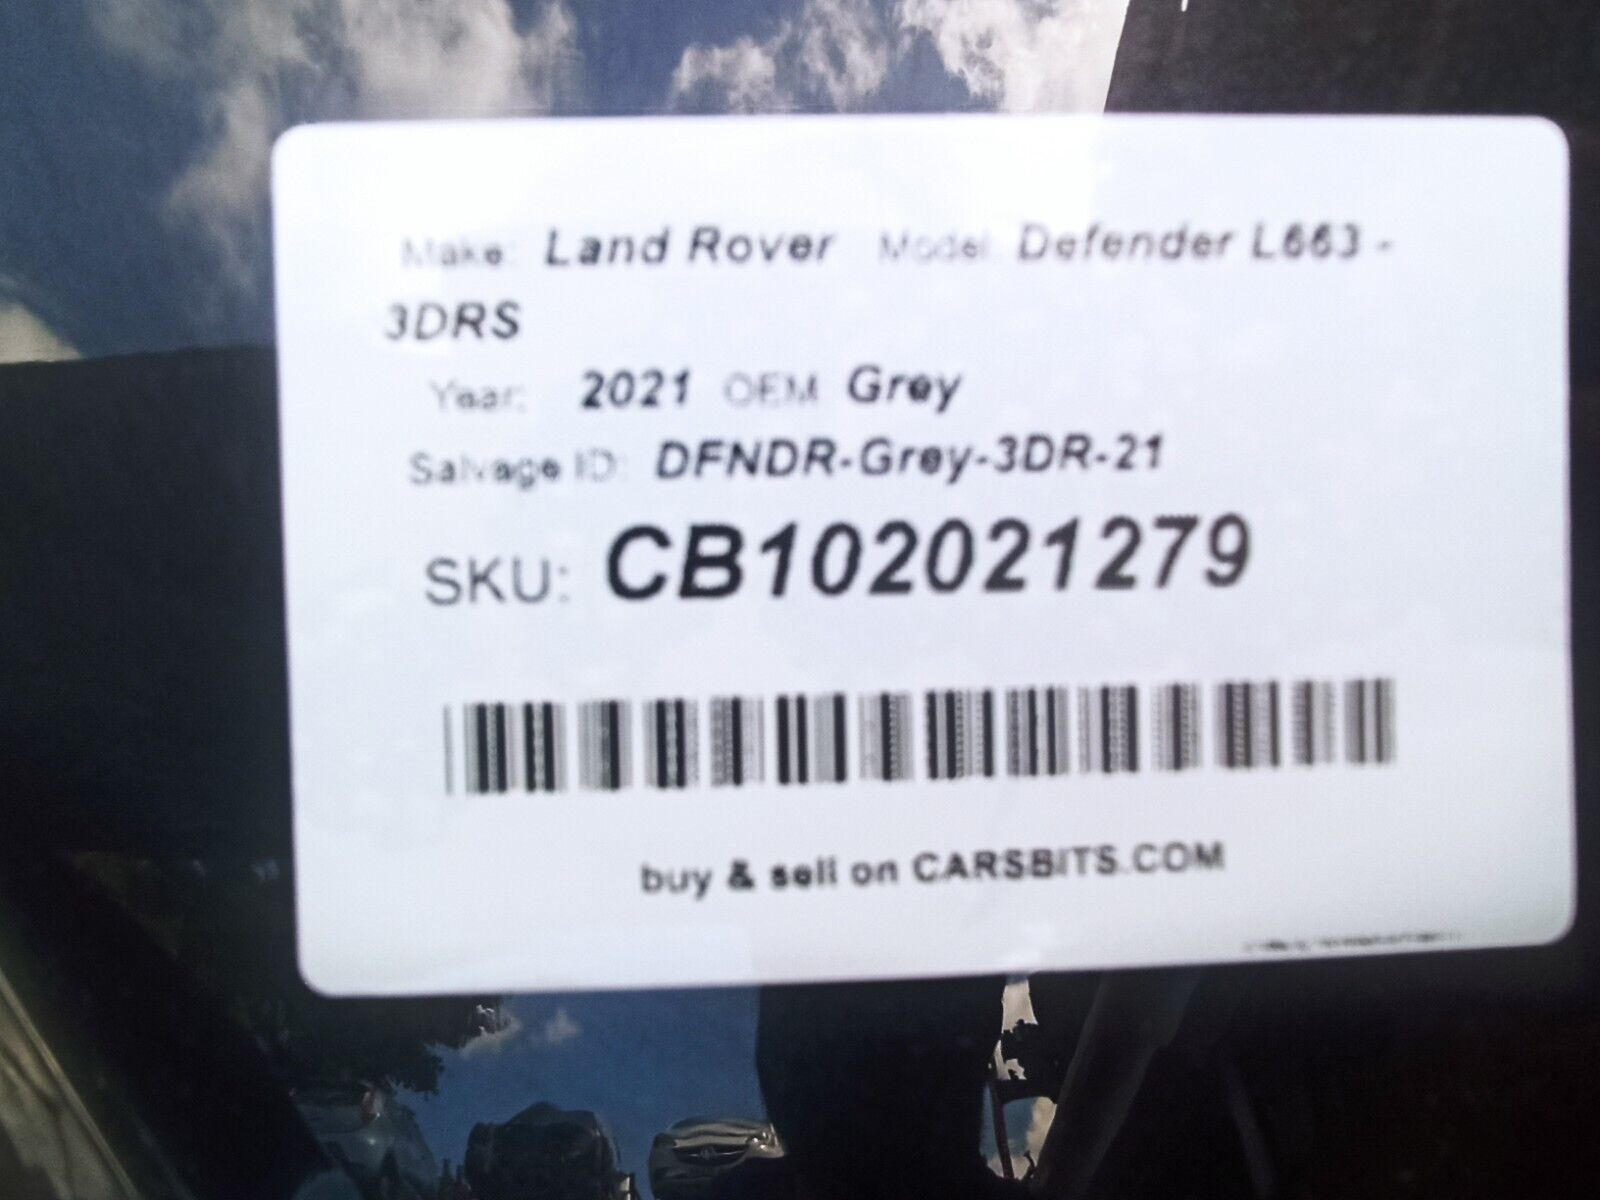 Make: Land Rover Model: Defender L663 -
3DRS
Year: 2021 OEM Grey
Salvage ID: DFNDR-Grey-3DR-21
SKU: CB102021279
buy & sell on CARSBITS.COM